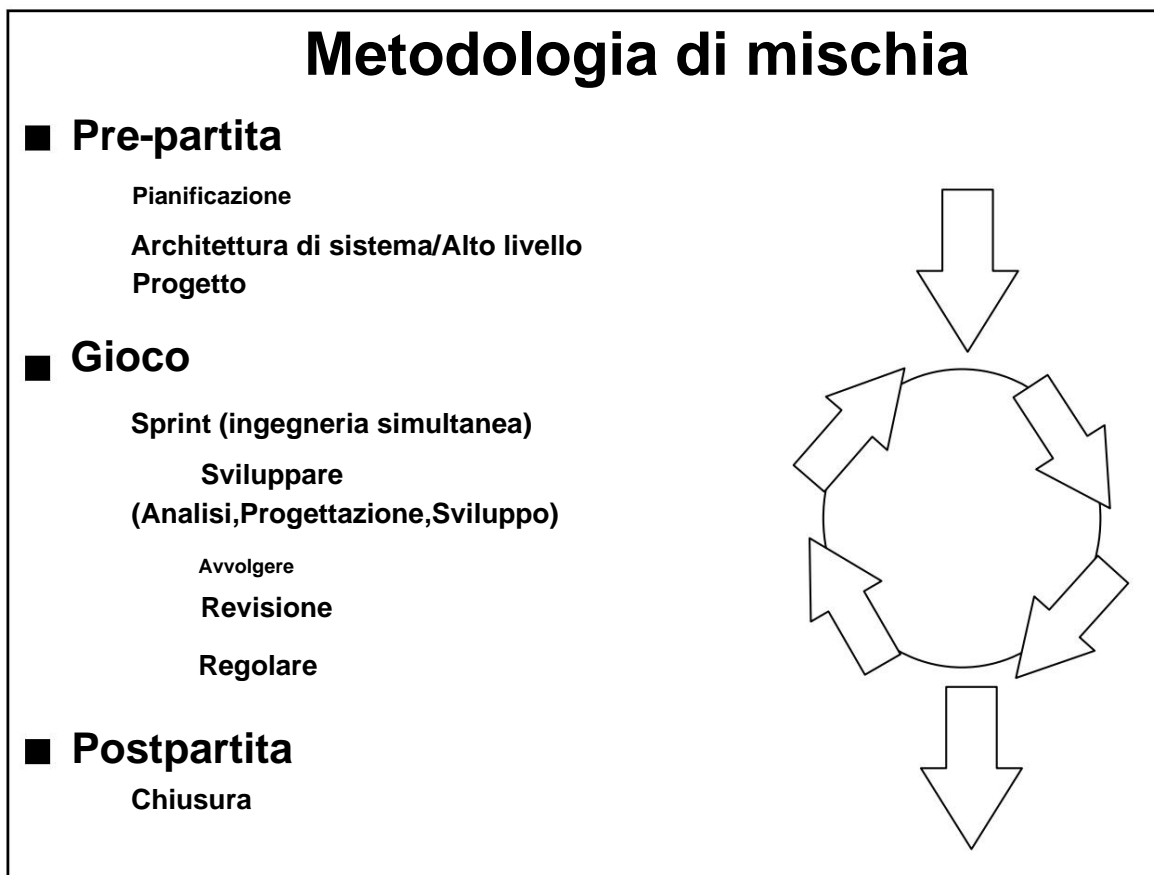 Metodologia di mischia
Pre-partita
Pianificazione
Architettura di sistema/Alto livello
Progetto
Gioco
Sprint (ingegneria simultanea)
Sviluppare
(Analisi,Progettazione,Sviluppo)
Avvolgere
Revisione
Regolare
Postpartita
Chiusura